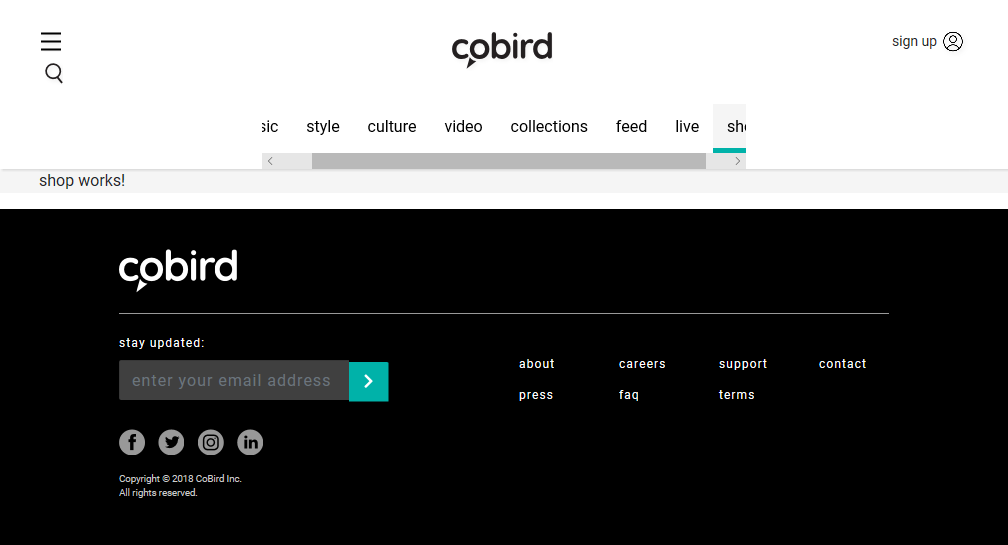 cobird
sign up
sic style culture video collections feed live sho
shop works!
cobird
stay updated:
enter your email address
about careers support contact
press faq terms
Copyright © 2018 CoBird Inc.
All rights reserved.